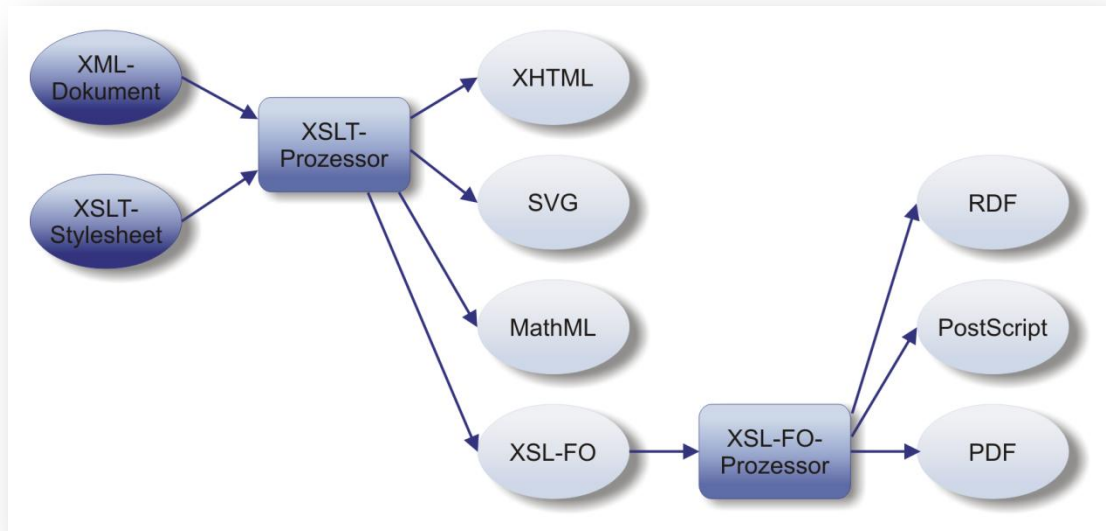 XML-
Dokument
XSLT-
Stylesheet
XSLT-
Prozessor
XHTML
SVG
MathML
XSL-FO
XSL-FO-
Prozessor
RDF
PostScript
PDF